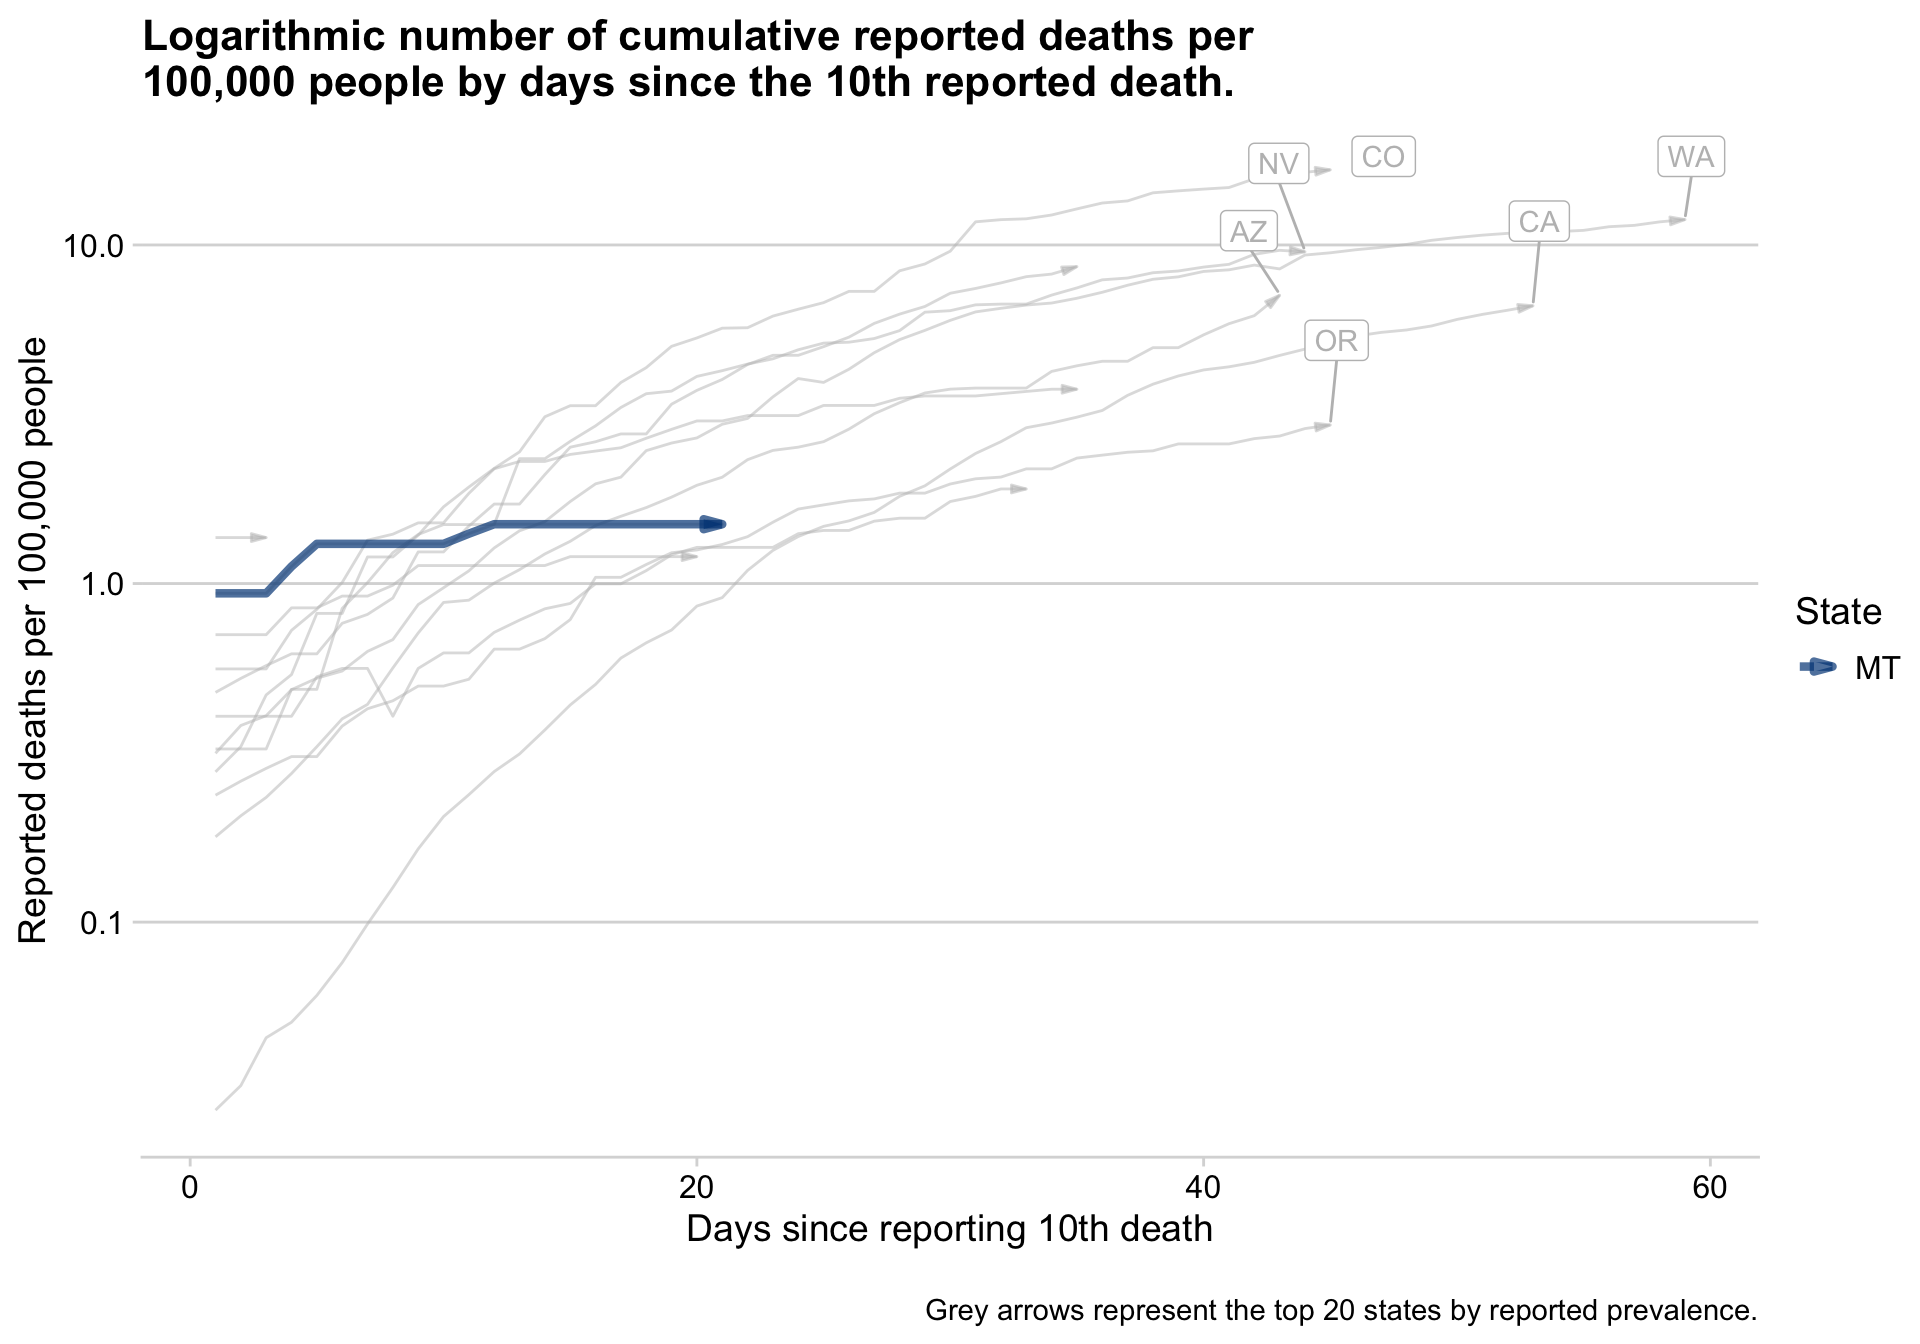 Logarithmic number of cumulative reported deaths per
100,000 people by days since the 10th reported death.
NV
CO
WA
AZ
CA
OR
10.0
1.0
0.1
Reported deaths per 100,000 people
State
MT
0
20
40
60
Days since reporting 10th death
Grey arrows represent the top 20 states by reported prevalence.